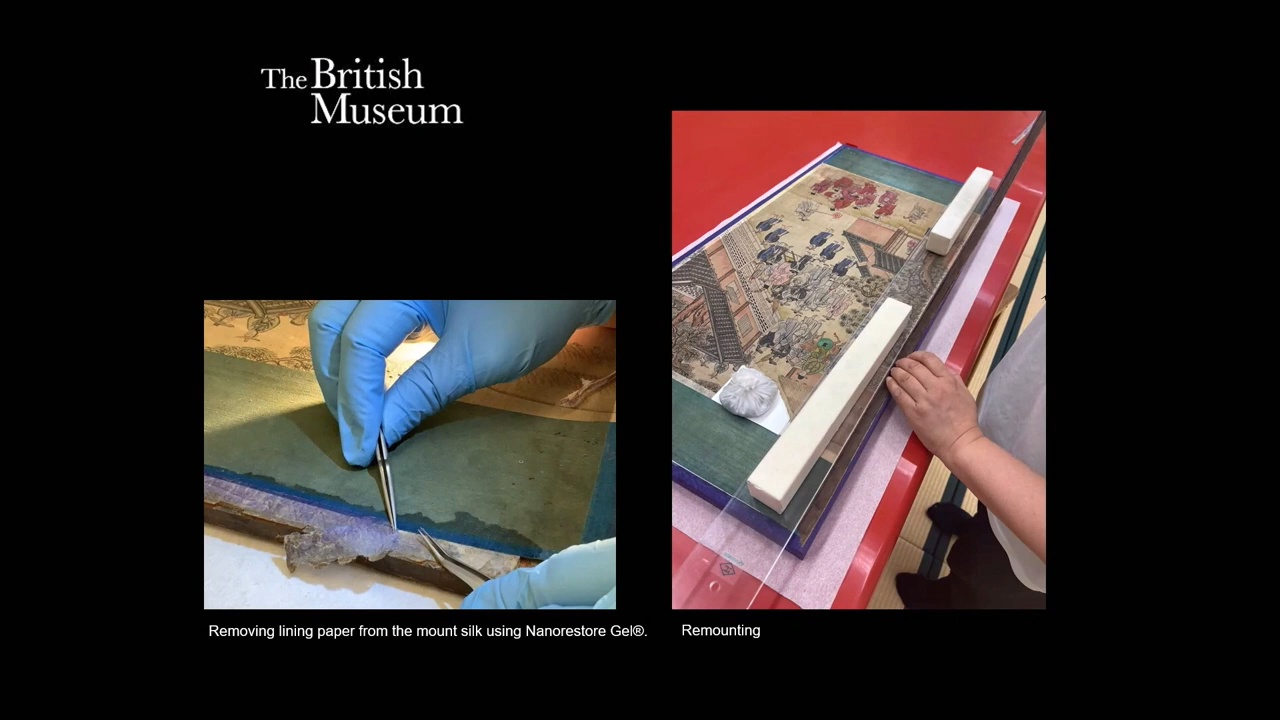 The British
Museum
Removing lining paper from the mount silk using Nanorestore Gel®.
Remounting